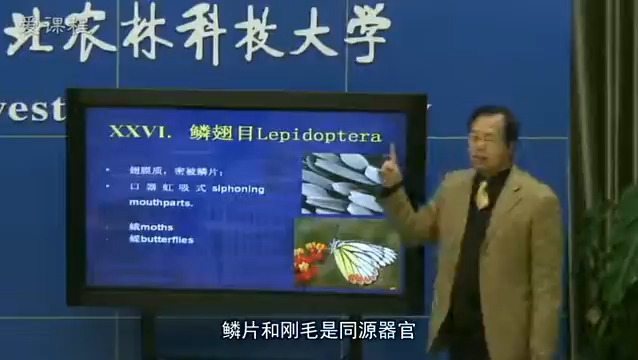 爱课程
北农林科技大学
west
XXVI. 鳞翅目Lepidoptera
• 翅膜质，密被鳞片；
• 口器虹吸式 siphoning
mouthparts.
蛾moths
蝶butterflies
鳞片和刚毛是同源器官